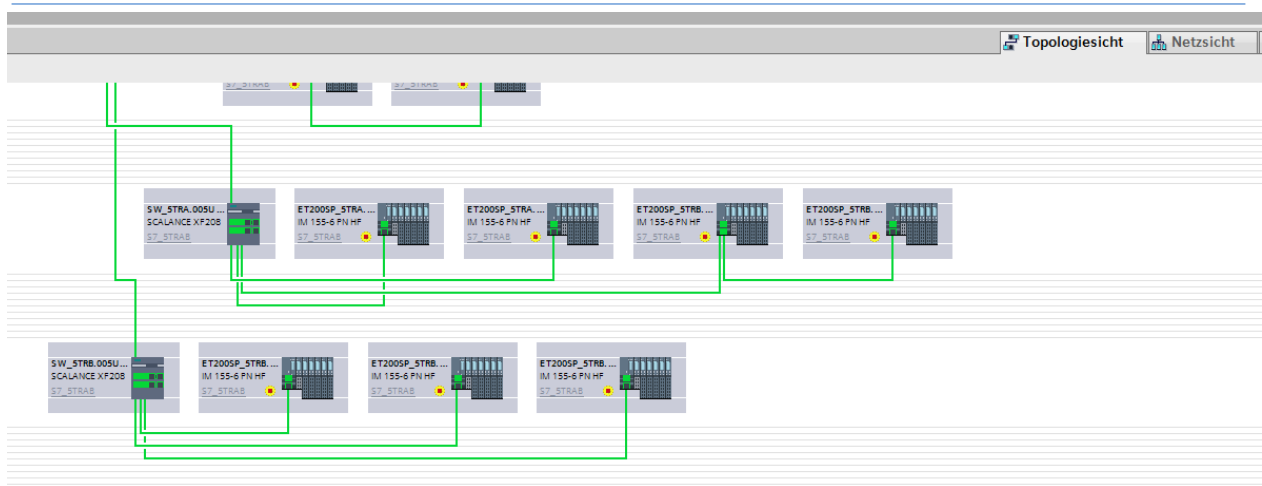 Topologiesicht Netzsicht
S7_5TRAB S7_5TRAB
SW_5TRA.005U ... ET200SP_5TRA.... ET200SP_5TRA.... ET200SP_5TRB.... ET200SP_5TRB....
SCALANCE XF208 IM 155-6 PN HF IM 155-6 PN HF IM 155-6 PN HF IM 155-6 PN HF
S7_5TRAB S7_5TRAB S7_5TRAB S7_5TRAB S7_5TRAB
SW_5TRB.005U... ET200SP_5TRB.... ET200SP_5TRB.... ET200SP_5TRB....
SCALANCE XF208 IM 155-6 PN HF IM 155-6 PN HF IM 155-6 PN HF
S7_5TRAB S7_5TRAB S7_5TRAB S7_5TRAB